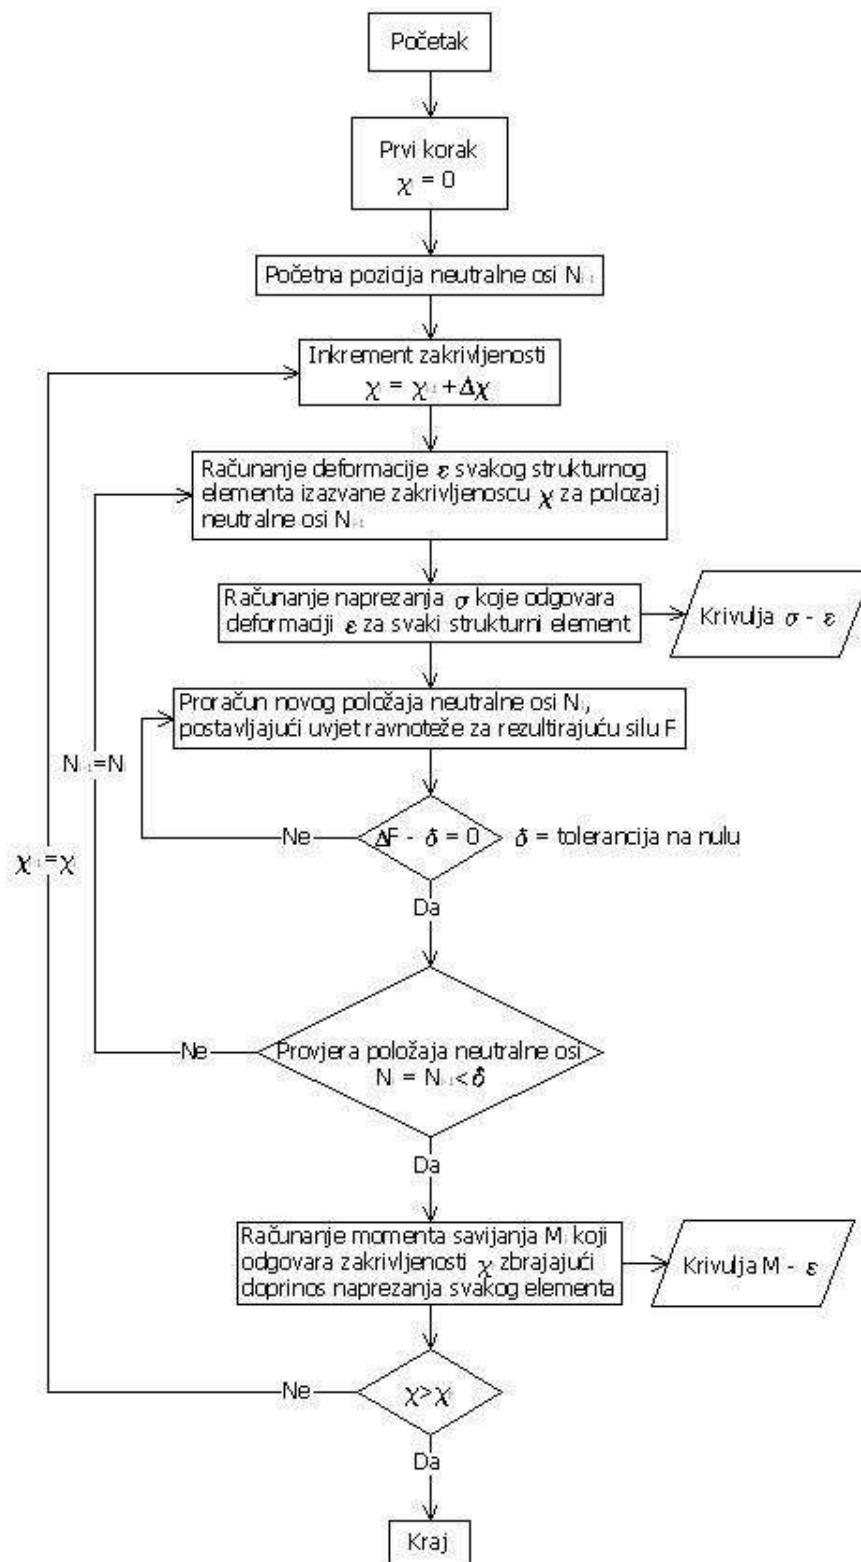 Početak
Prvi korak
χ = 0
Početna pozicija neutralne osi Nᵢ₋₁
Inkrement zakrivljenosti
χᵢ = χᵢ₋₁ + Δχ
Računanje deformacije ε svakog strukturnog
elementa izazvane zakrivljenoscu χ za položaj
neutralne osi Nᵢ₋₁
Računanje naprezanja σ koje odgovara
deformaciji ε za svaki strukturni element
Krivulja σ - ε
Proračun novog položaja neutralne osi Nᵢ,
postavljajući uvjet ravnoteže za rezultirajuću silu F
Nᵢ₋₁=Nᵢ
Ne
ΔF - δ = 0
δ = tolerancija na nulu
χᵢ₋₁=χᵢ
Da
Ne
Provjera položaja neutralne osi
Nᵢ = Nᵢ₋₁<δ
Da
Računanje momenta savijanja Mᵢ koji
odgovara zakrivljenosti χ zbrajajući
doprinos naprezanja svakog elementa
Krivulja M - ε
Ne
χ>χ
Da
Kraj